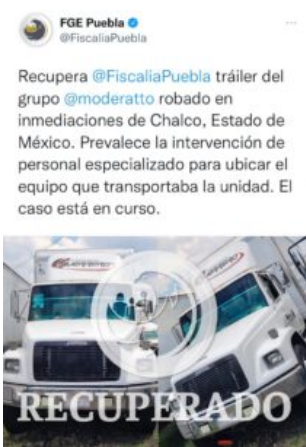 FGE Puebla
@FiscaliaPuebla
Recupera @FiscaliaPuebla tráiler del
grupo @moderatto robado en
inmediaciones de Chalco, Estado de
México. Prevalece la intervención de
personal especializado para ubicar el
equipo que transportaba la unidad. El
caso está en curso.
RECUPERADO